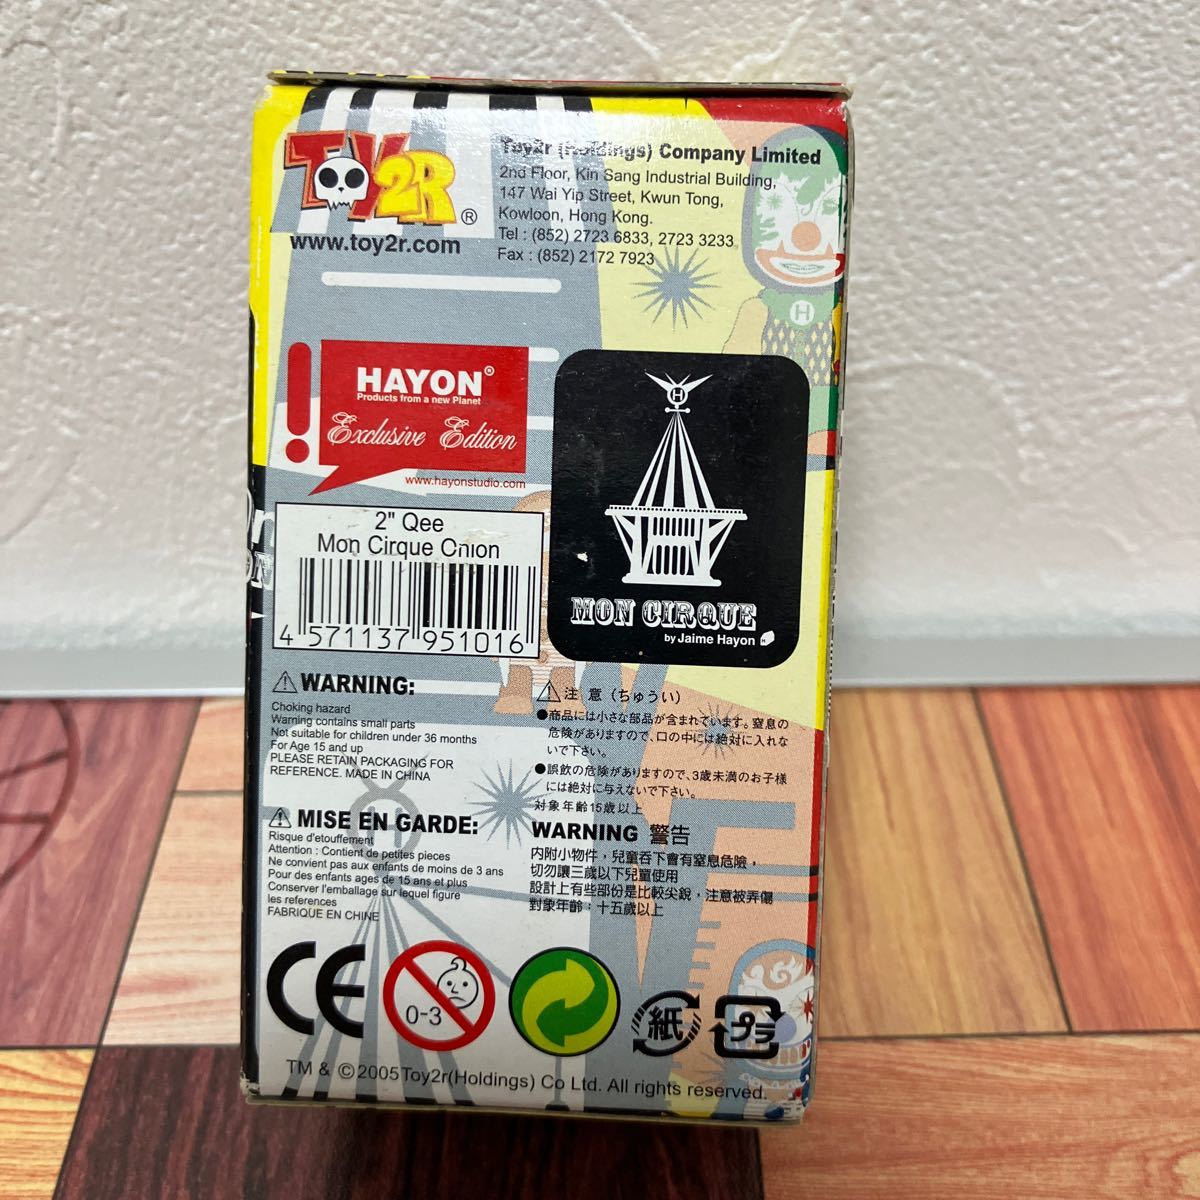 TOY2R®
www.toy2r.com
Toy2r (Holdings) Company Limited
2nd Floor, Kin Sang Industrial Building,
147 Wai Yip Street, Kwun Tong,
Kowloon, Hong Kong.
Tel : (852) 2723 6833, 2723 3233
Fax : (852) 2172 7923
H
HAYON®
Products from a new Planet
Exclusive Edition
www.hayonstudio.com
H
MON CIRQUE
by Jaime Hayon
2" Qee
Mon Cirque Onion
4 571137 951016
⚠WARNING:
Choking hazard
Warning contains small parts
Not suitable for children under 36 months
For Age 15 and up
PLEASE RETAIN PACKAGING FOR
REFERENCE. MADE IN CHINA
⚠注 意（ちゅうい）
●商品には小さな部品が含まれています。窒息の
危険がありますので、口の中には絶対に入れな
いで下さい。
●誤飲の危険がありますので、3歳未満のお子様
には絶対に与えないで下さい。
対象年齢15歳以上
⚠ MISE EN GARDE:
Risque d'etouffement
Attention : Contient de petites pieces
Ne convient pas aux enfants de moins de 3 ans
Pour des enfants ages de 15 ans et plus
Conserver l'emballage sur lequel figure
les references
FABRIQUE EN CHINE
WARNING 警告
內附小物件，兒童吞下會有窒息危險，
切勿讓三歲以下兒童使用
設計上有些部份是比較尖銳，注意被弄傷
對象年齡：十五歲以上
CE
0-3
紙
プラ
TM & ©2005Toy2r(Holdings) Co Ltd. All rights reserved.